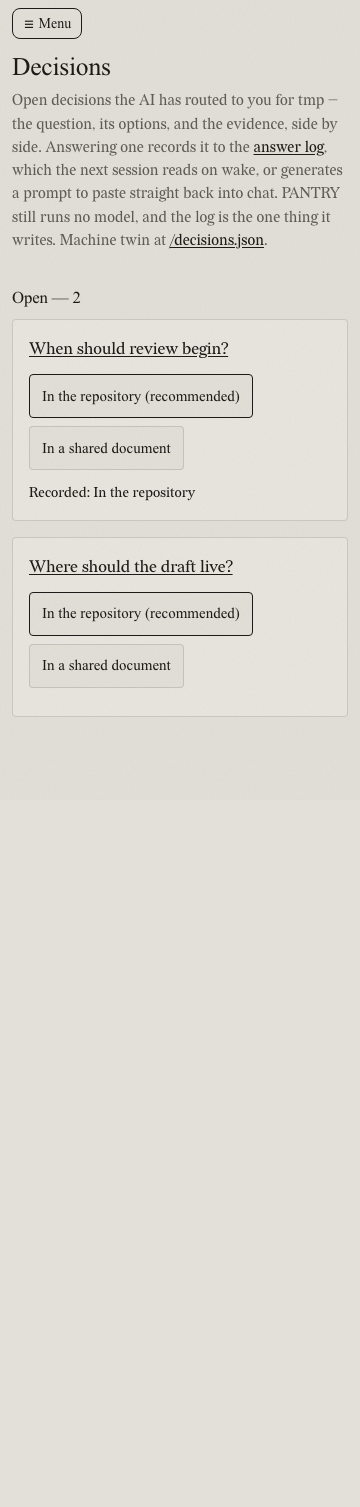 ≡ Menu
Decisions
Open decisions the AI has routed to you for tmp —
the question, its options, and the evidence, side by
side. Answering one records it to the answer log,
which the next session reads on wake, or generates
a prompt to paste straight back into chat. PANTRY
still runs no model, and the log is the one thing it
writes. Machine twin at /decisions.json.
Open — 2
When should review begin?
In the repository (recommended)
In a shared document
Recorded: In the repository
Where should the draft live?
In the repository (recommended)
In a shared document